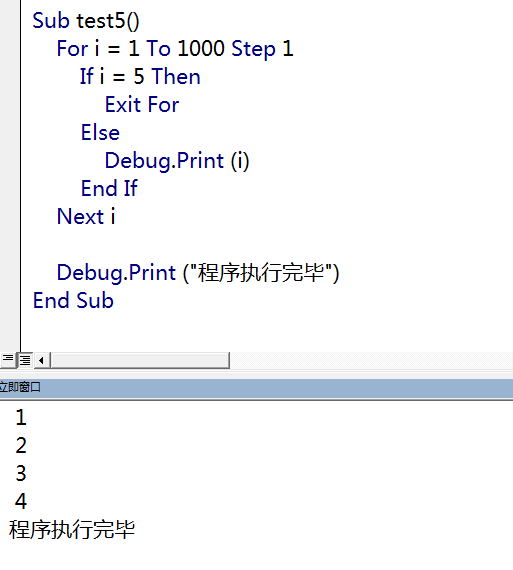 Sub test5()
For i = 1 To 1000 Step 1
If i = 5 Then
Exit For
Else
Debug.Print (i)
End If
Next i
Debug.Print ("程序执行完毕")
End Sub
立即窗口
1
2
3
4
程序执行完毕